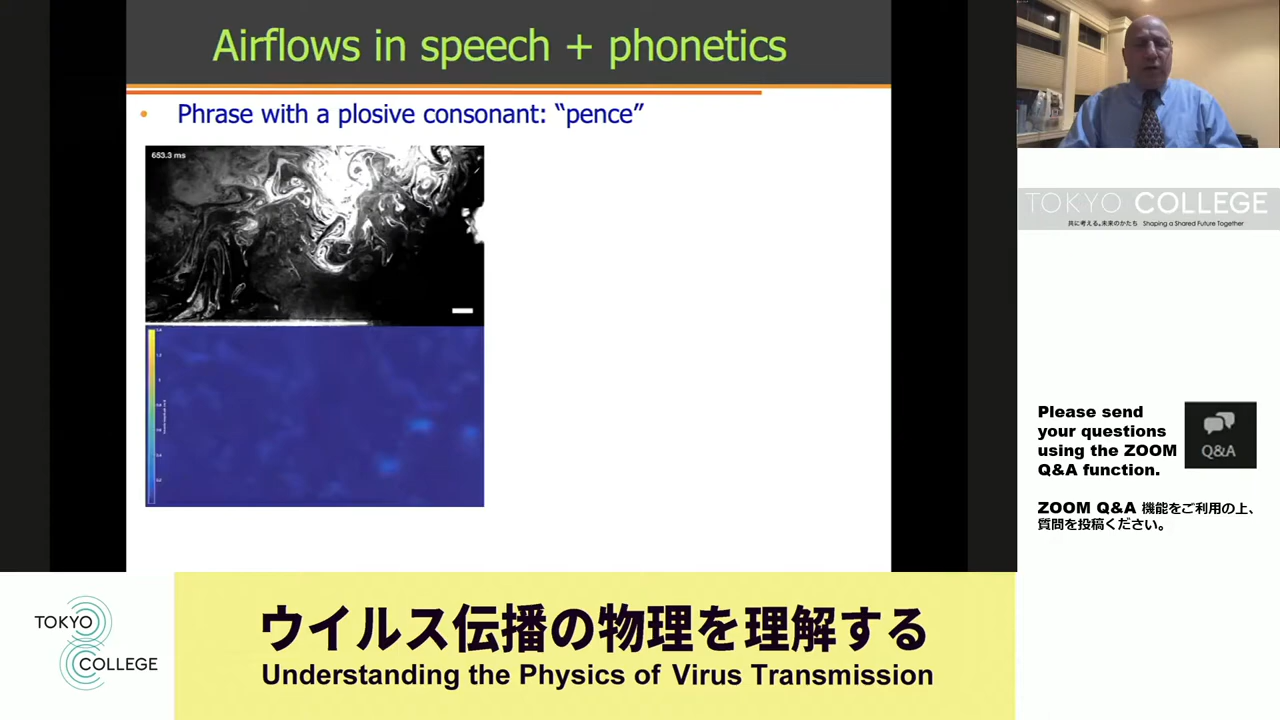 Airflows in speech + phonetics
• Phrase with a plosive consonant: “pence”
653.3 ms
TOKYO COLLEGE
共に考える、未来のかたち Shaping a Shared Future Together
Please send
your questions
using the ZOOM
Q&A function.
Q&A
ZOOM Q&A 機能をご利用の上、
質問を投稿ください。
TOKYO
COLLEGE
ウイルス伝播の物理を理解する
Understanding the Physics of Virus Transmission